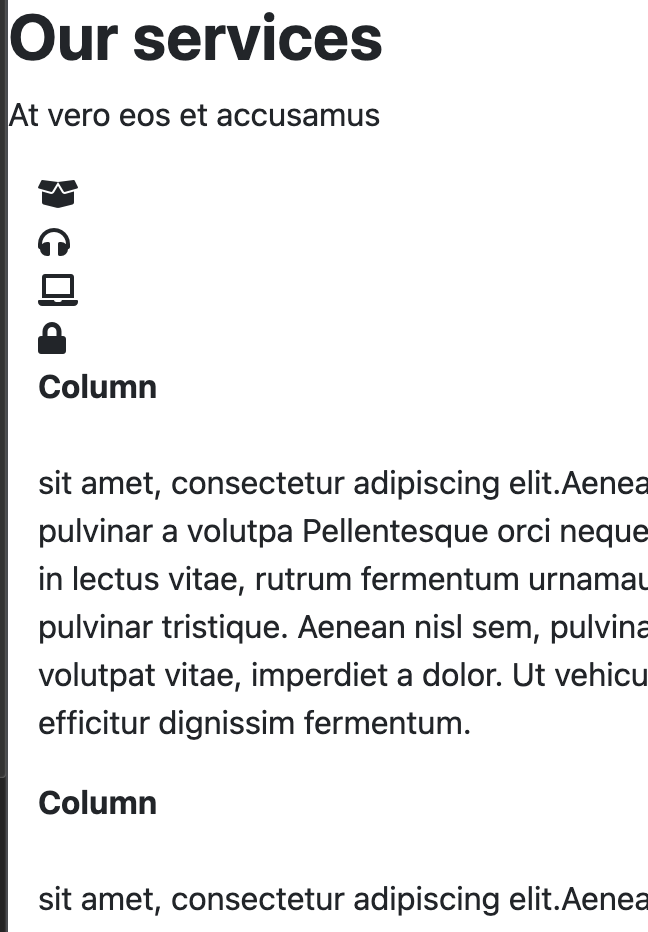 Our services
At vero eos et accusamus
Column
sit amet, consectetur adipiscing elit.Aenea
pulvinar a volutpa Pellentesque orci neque
in lectus vitae, rutrum fermentum urnamau
pulvinar tristique. Aenean nisl sem, pulvina
volutpat vitae, imperdiet a dolor. Ut vehicu
efficitur dignissim fermentum.
Column
sit amet, consectetur adipiscing elit.Aenea